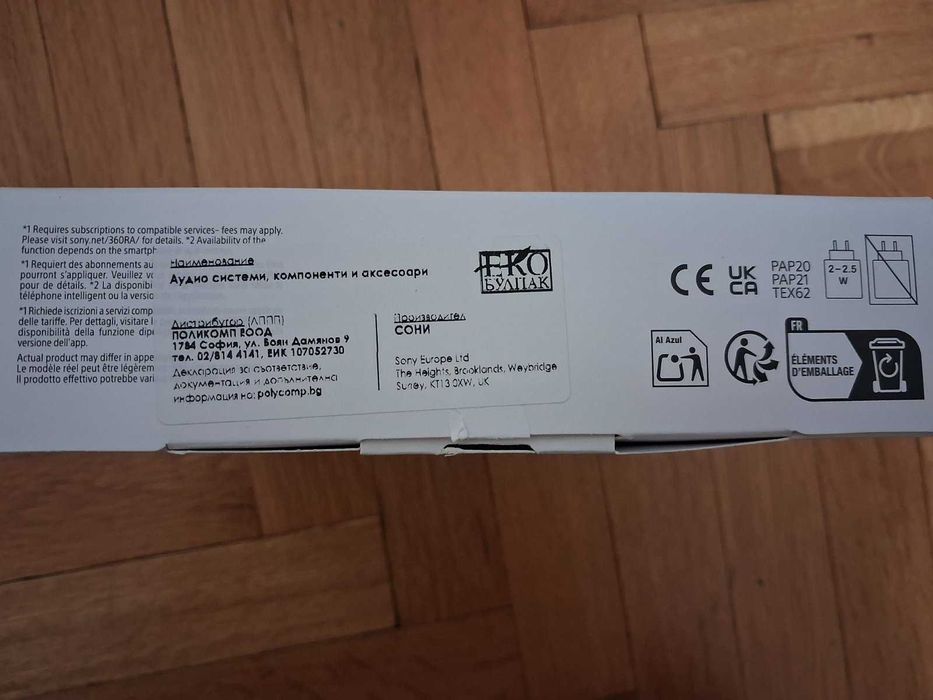 *1 Requires subscriptions to compatible services– fees may apply.
Please visit sony.net/360RA/ for details. *2 Availability of the
function depends on the smartph
*1 Requiert des abonnements au
pourront s'appliquer. Veuillez vo
pour de détails. *2 La disponibi
téléphone intelligent ou la versio
*1 Richiede iscrizioni a servizi comp
delle tariffe. Per dettagli, visitare l
disponibilità della funzione dipe
versione dell'app.
Actual product may differ in appe
Le modèle réel peut être légèrem
Il prodotto effettivo potrebbe vari
Наименование
Аудио системи, компоненти и аксесоари
Дистрибутор (ЛППП)
ПОЛИКОМП ВООД
1784 София, ул. Воян Дамянов 9
тел. 02/814 4141, ЕИК 107052730
Декларация за съответствие,
документация и допълнителна
информация на: polycomp.bg
Производител
СОНИ
Sony Europe Ltd
The Heights, Brooklands, Weybridge
Surrey, KT13 0XW, UK
ЕКО
БУЛПАК
CE
UK
CA
PAP20
PAP21
TEX62
2–2.5
W
Al Azul
FR
ÉLÉMENTS
D'EMBALLAGE